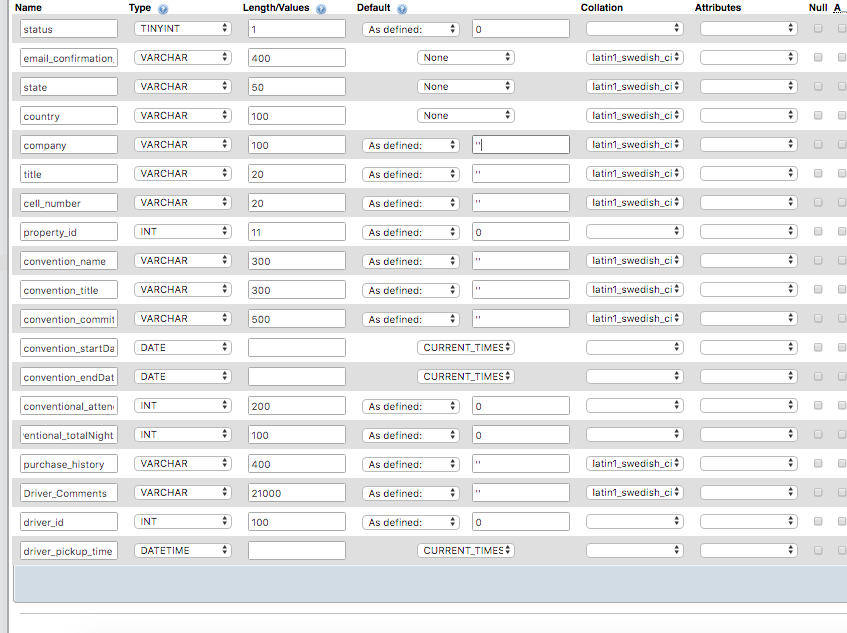 Name Type Length/Values Default Collation Attributes Null A
status TINYINT 1 As defined: 0
email_confirmation_ VARCHAR 400 None latin1_swedish_ci
state VARCHAR 50 None latin1_swedish_ci
country VARCHAR 100 None latin1_swedish_ci
company VARCHAR 100 As defined: '' latin1_swedish_ci
title VARCHAR 20 As defined: '' latin1_swedish_ci
cell_number VARCHAR 20 As defined: '' latin1_swedish_ci
property_id INT 11 As defined: 0
convention_name VARCHAR 300 As defined: '' latin1_swedish_ci
convention_title VARCHAR 300 As defined: '' latin1_swedish_ci
convention_commit VARCHAR 500 As defined: '' latin1_swedish_ci
convention_startDa DATE CURRENT_TIMES
convention_endDat DATE CURRENT_TIMES
conventional_atten INT 200 As defined: 0
entional_totalNight INT 100 As defined: 0
purchase_history VARCHAR 400 As defined: '' latin1_swedish_ci
Driver_Comments VARCHAR 21000 As defined: '' latin1_swedish_ci
driver_id INT 100 As defined: 0
driver_pickup_time DATETIME CURRENT_TIMES